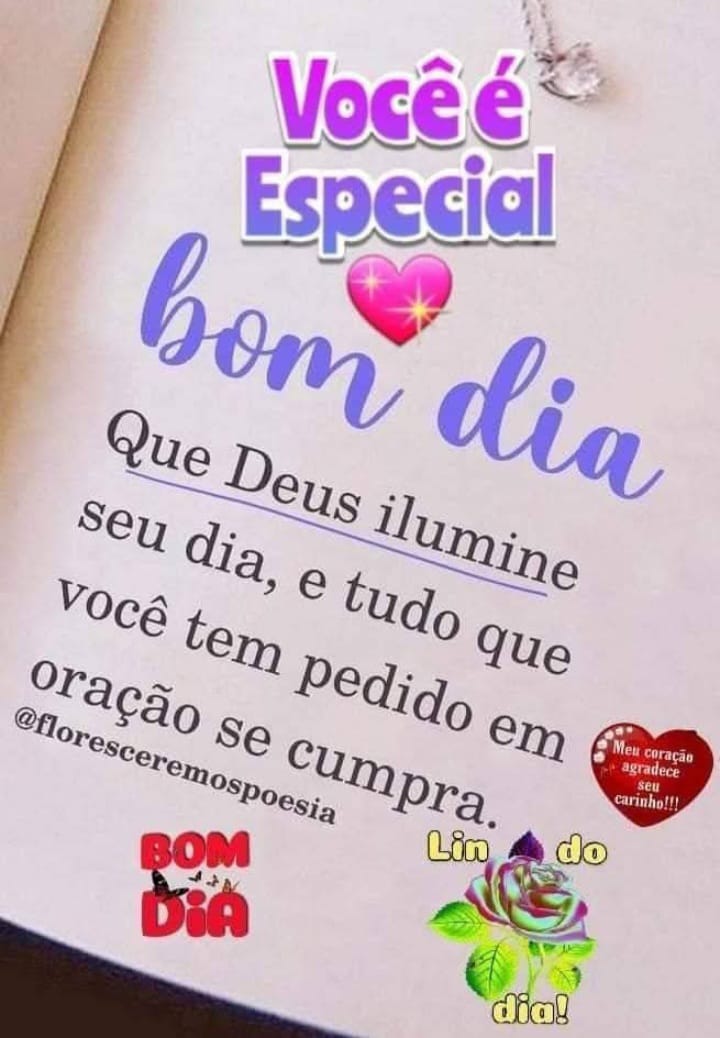 Você é
Especial
bom dia
Que Deus ilumine
seu dia, e tudo que
você tem pedido em
oração se cumpra.
@floresceremospoesia
Meu coração
agradece
seu
carinho!!!
BOM
DiA
Lin do
dia!